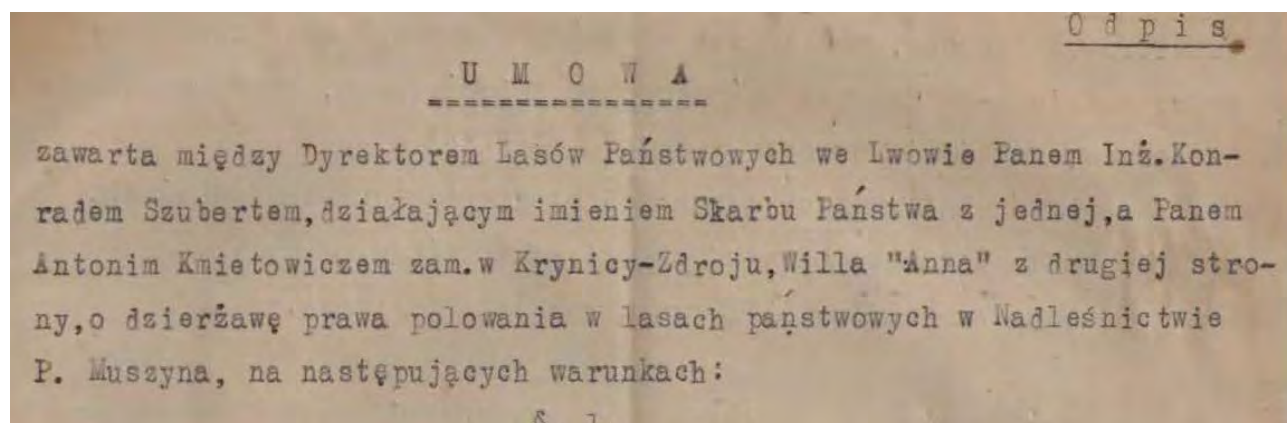 O d p i s
U M O W A
zawarta między Dyrektorem Lasów Państwowych we Lwowie Panem Inż.Kon-
radem Szubertem,działającym imieniem Skarbu Państwa z jednej,a Panem
Antonim Kmietowiczem zam.w Krynicy-Zdroju,Willa "Anna" z drugiej stro-
ny,o dzierżawę prawa polowania w lasach państwowych w Nadleśnictwie
P. Muszyna, na następujących warunkach: